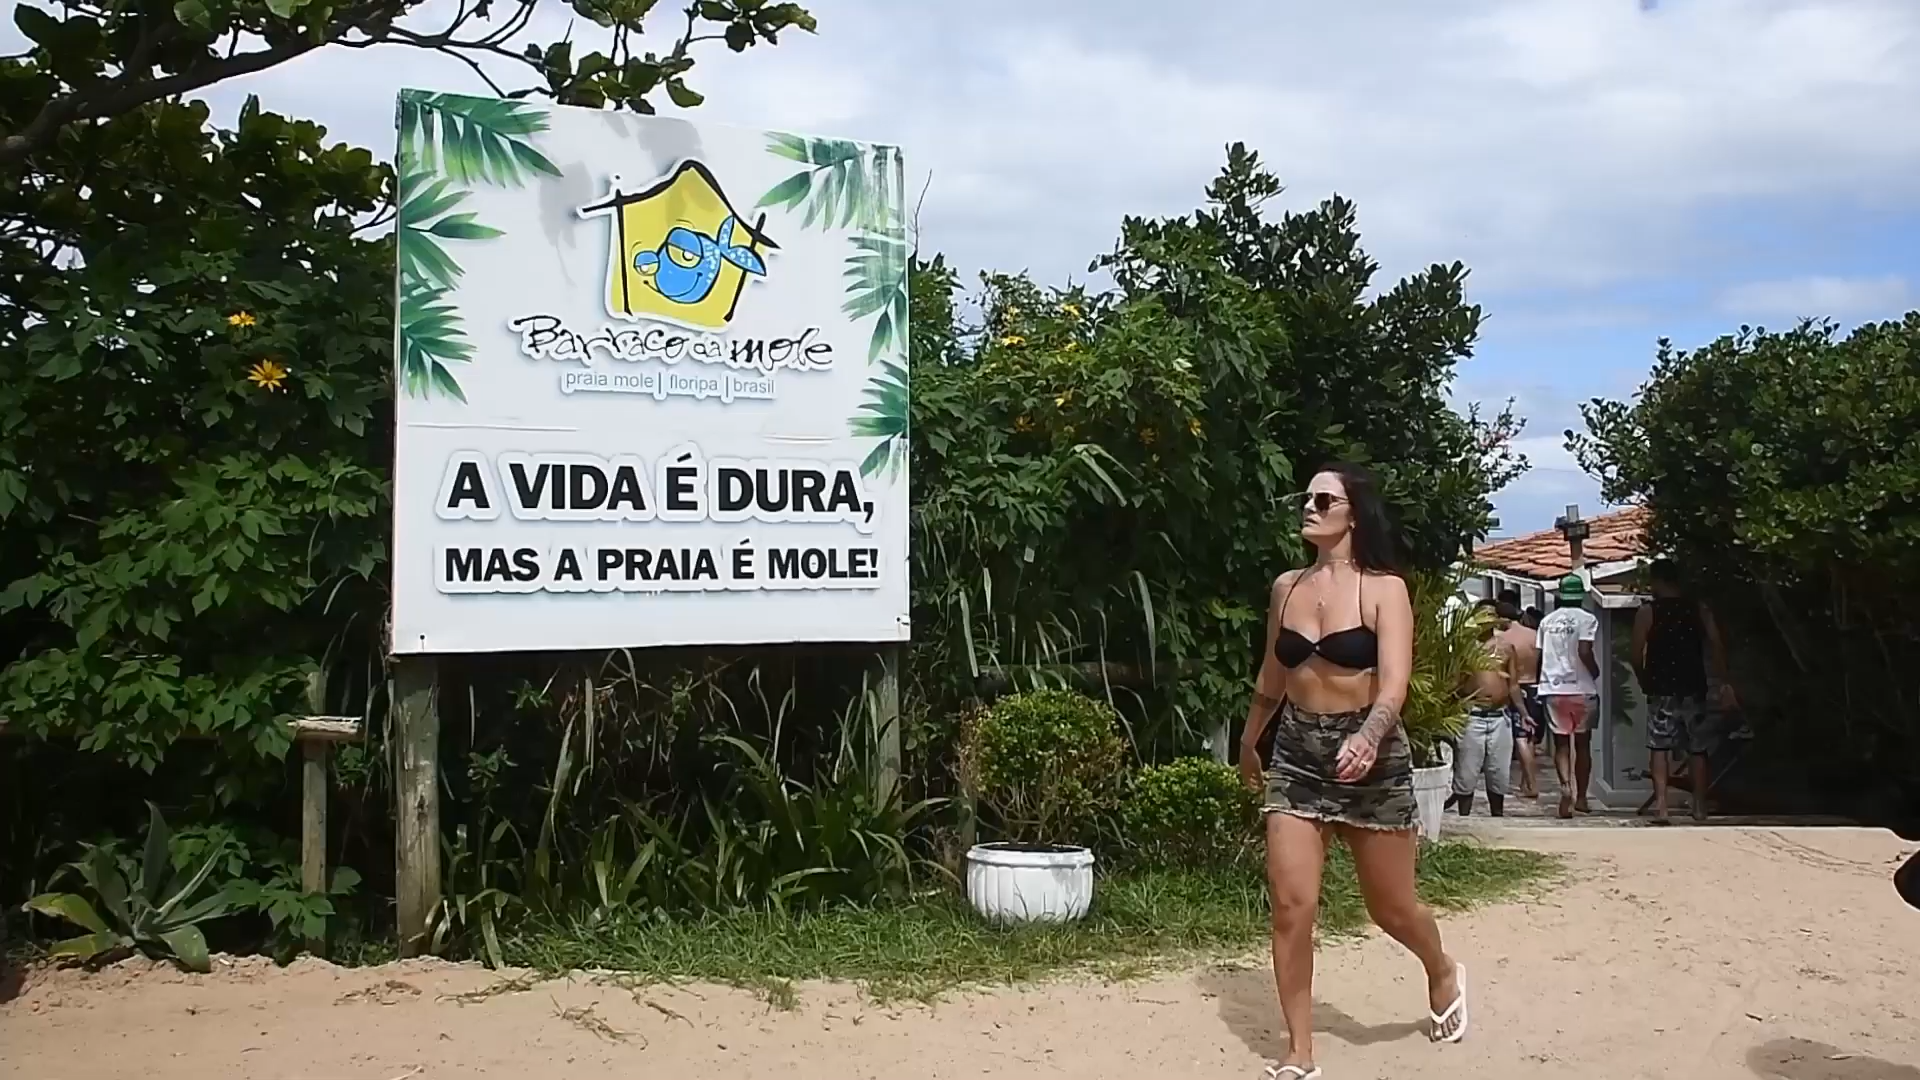 Barraco da mole
praia mole | floripa | brasil
A VIDA É DURA,
MAS A PRAIA É MOLE!